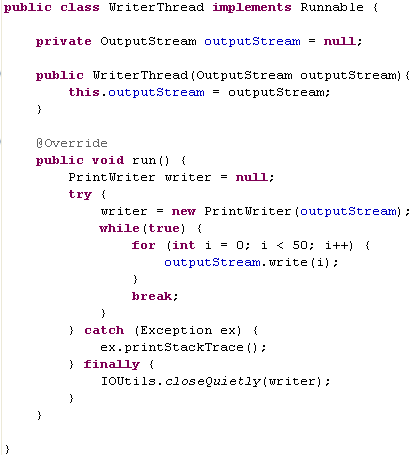 public class WriterThread implements Runnable {
private OutputStream outputStream = null;
public WriterThread(OutputStream outputStream){
this.outputStream = outputStream;
}
@Override
public void run() {
PrintWriter writer = null;
try {
writer = new PrintWriter(outputStream);
while(true) {
for (int i = 0; i < 50; i++) {
outputStream.write(i);
}
break;
}
} catch (Exception ex) {
ex.printStackTrace();
} finally {
IOUtils.closeQuietly(writer);
}
}
}